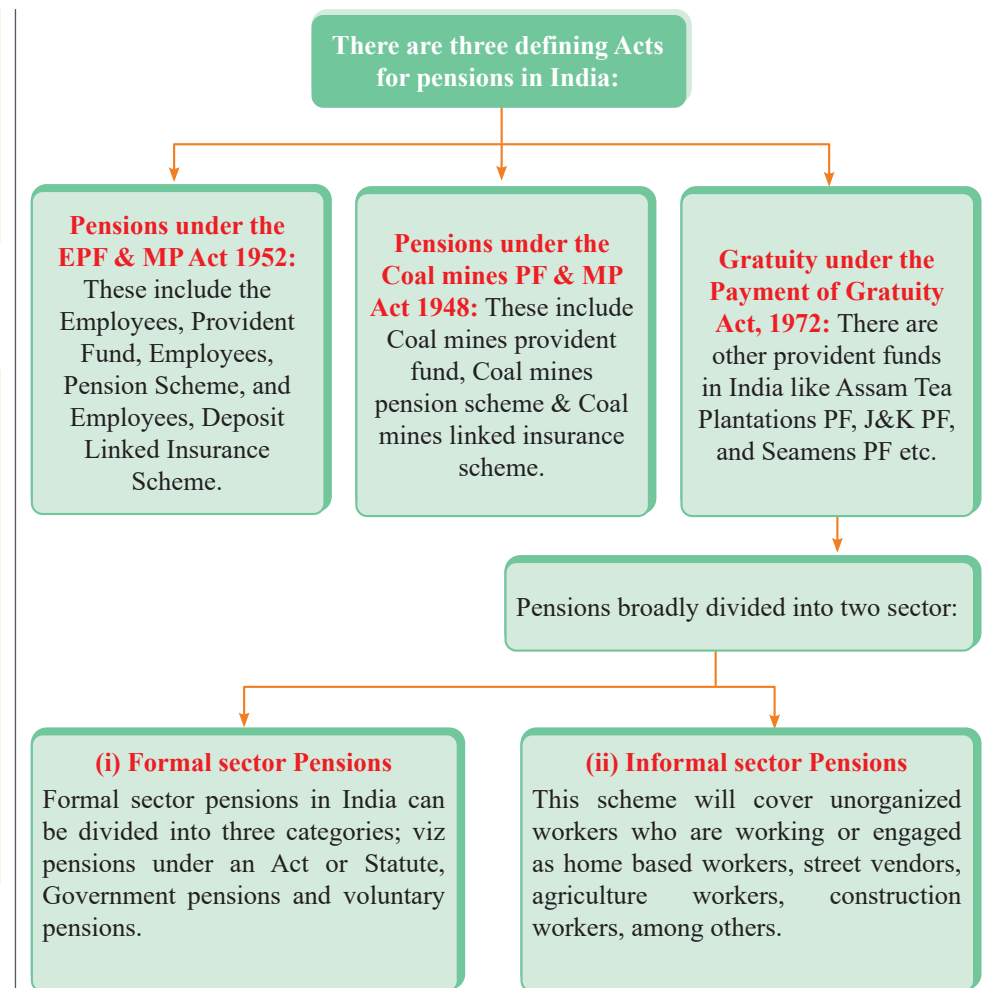 There are three defining Acts
for pensions in India:
Pensions under the
EPF & MP Act 1952:
These include the
Employees, Provident
Fund, Employees,
Pension Scheme, and
Employees, Deposit
Linked Insurance
Scheme.
Pensions under the
Coal mines PF & MP
Act 1948: These include
Coal mines provident
fund, Coal mines
pension scheme & Coal
mines linked insurance
scheme.
Gratuity under the
Payment of Gratuity
Act, 1972: There are
other provident funds
in India like Assam Tea
Plantations PF, J&K PF,
and Seamens PF etc.
Pensions broadly divided into two sector:
(i) Formal sector Pensions
Formal sector pensions in India can
be divided into three categories; viz
pensions under an Act or Statute,
Government pensions and voluntary
pensions.
(ii) Informal sector Pensions
This scheme will cover unorganized
workers who are working or engaged
as home based workers, street vendors,
agriculture workers, construction
workers, among others.